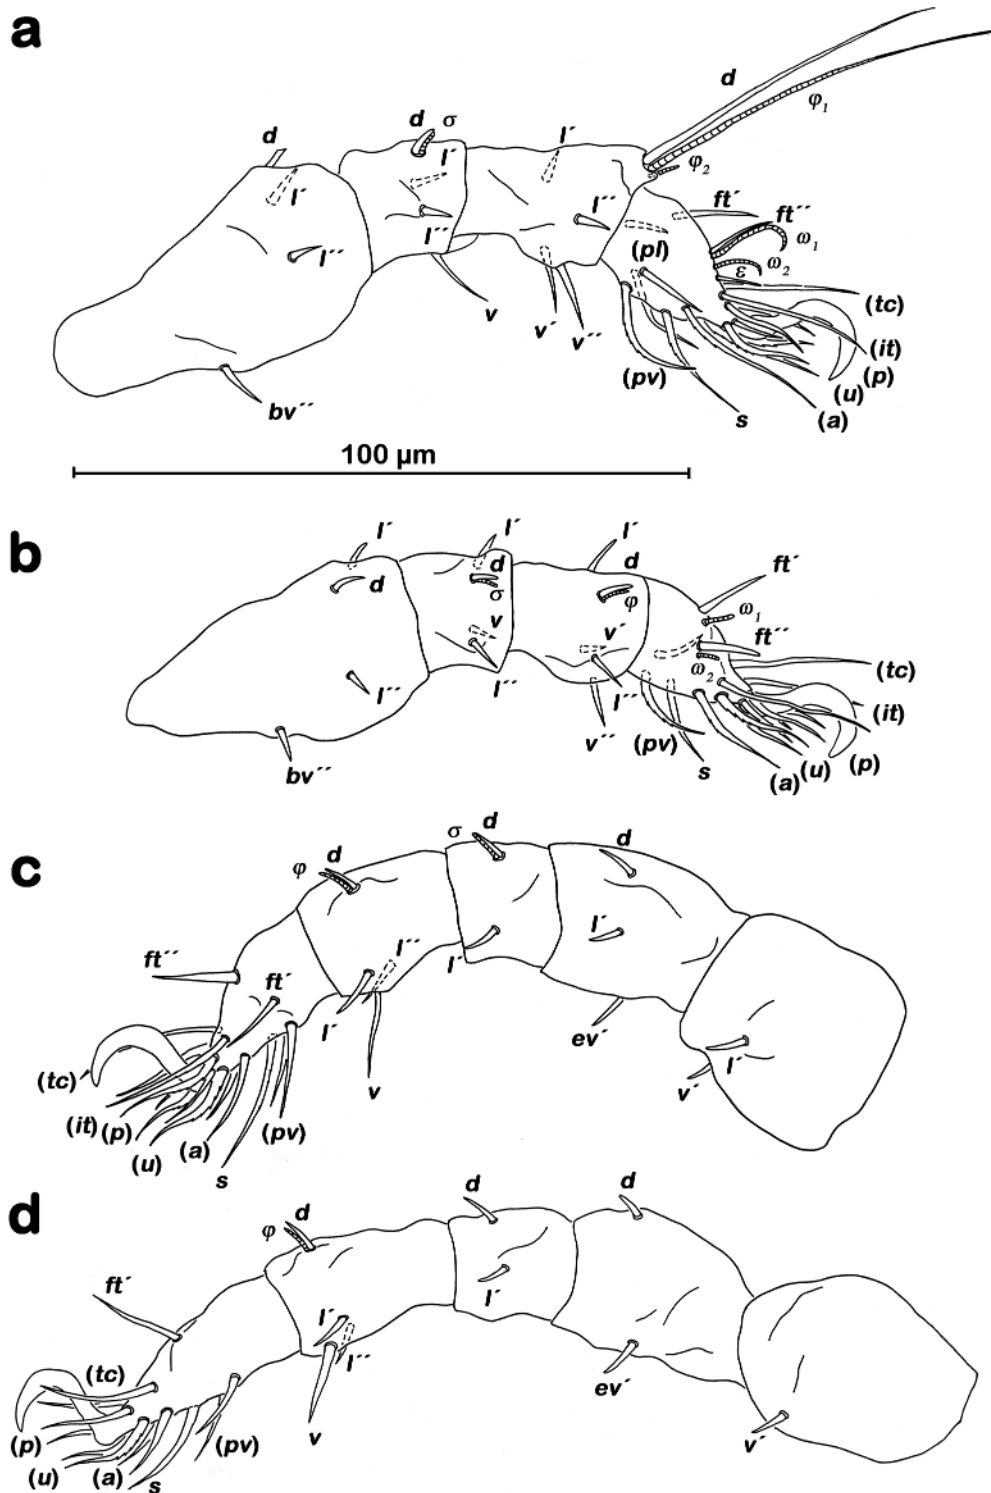 a
d
φ1
d σ
d
l´
l´
l´
φ2
ft´
ft´´
ω1
l´´
l´´
l´´
(pl)
ω2
ε
(tc)
v
v´
v´´
(it)
(pv)
(p)
(u)
bv´´
s
(a)
100 µm
b
l´
l´
l´
ft´
d
d
d
σ
φ
ω1
v
v´
ft´´
ω2
(tc)
l´´
l´´
l´´
(it)
v´´
(pv)
bv´´
s
(a)
(u)
(p)
c
σ
d
d
φ
d
l´
l´
l´´
ft´´
ft´
l´
ev´
l´
(tc)
v
v´
(it)
(p)
(pv)
(u)
(a)
s
d
d
d
φ
d
ft´
l´
l´
(tc)
l´´
ev´
(p)
v
(pv)
v´
(u)
(a)
s